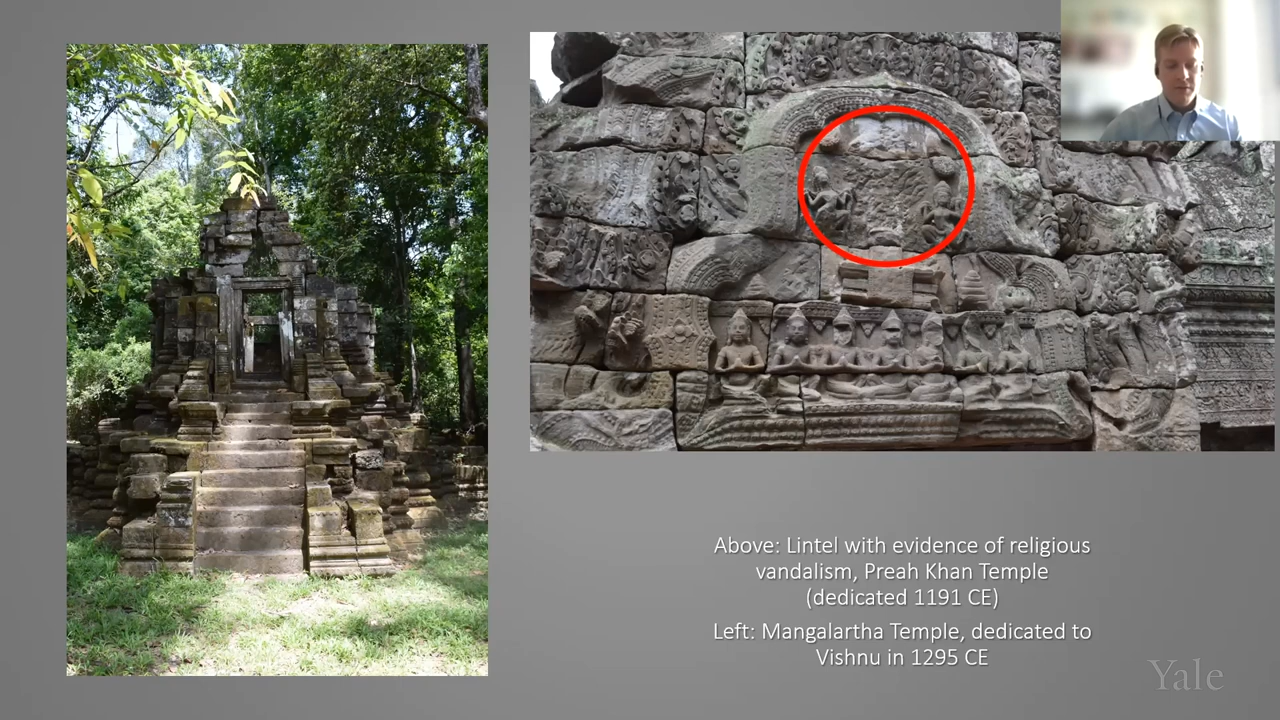 Above: Lintel with evidence of religious
vandalism, Preah Khan Temple
(dedicated 1191 CE)
Left: Mangalartha Temple, dedicated to
Vishnu in 1295 CE
Yale